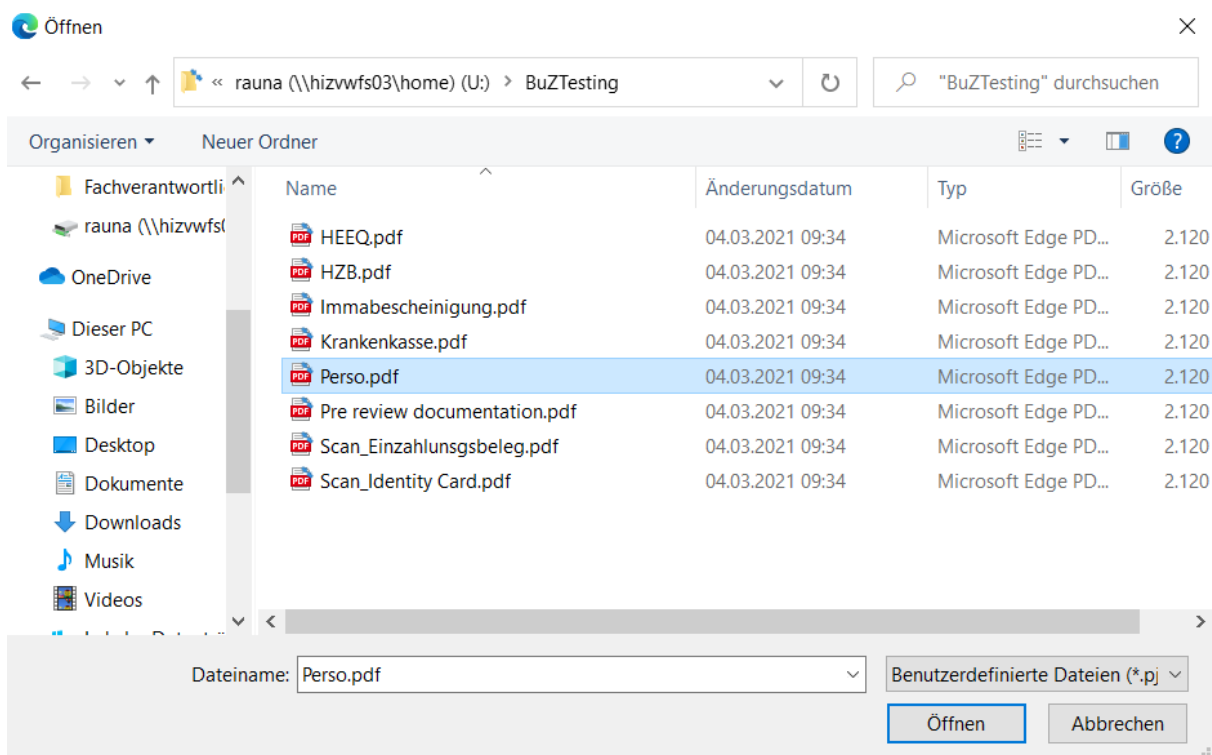 Öffnen
« rauna (\\hizvwfs03\home) (U:) > BuZTesting
"BuZTesting" durchsuchen
Organisieren
Neuer Ordner
Fachverantwortli
rauna (\\hizvwfs
OneDrive
Dieser PC
3D-Objekte
Bilder
Desktop
Dokumente
Downloads
Musik
Videos
Name Änderungsdatum Typ Größe
HEEQ.pdf 04.03.2021 09:34 Microsoft Edge PD... 2.120
HZB.pdf 04.03.2021 09:34 Microsoft Edge PD... 2.120
Immabescheinigung.pdf 04.03.2021 09:34 Microsoft Edge PD... 2.120
Krankenkasse.pdf 04.03.2021 09:34 Microsoft Edge PD... 2.120
Perso.pdf 04.03.2021 09:34 Microsoft Edge PD... 2.120
Pre review documentation.pdf 04.03.2021 09:34 Microsoft Edge PD... 2.120
Scan_Einzahlunsgsbeleg.pdf 04.03.2021 09:34 Microsoft Edge PD... 2.120
Scan_Identity Card.pdf 04.03.2021 09:34 Microsoft Edge PD... 2.120
Dateiname: Perso.pdf
Benutzerdefinierte Dateien (*.pj
Öffnen
Abbrechen